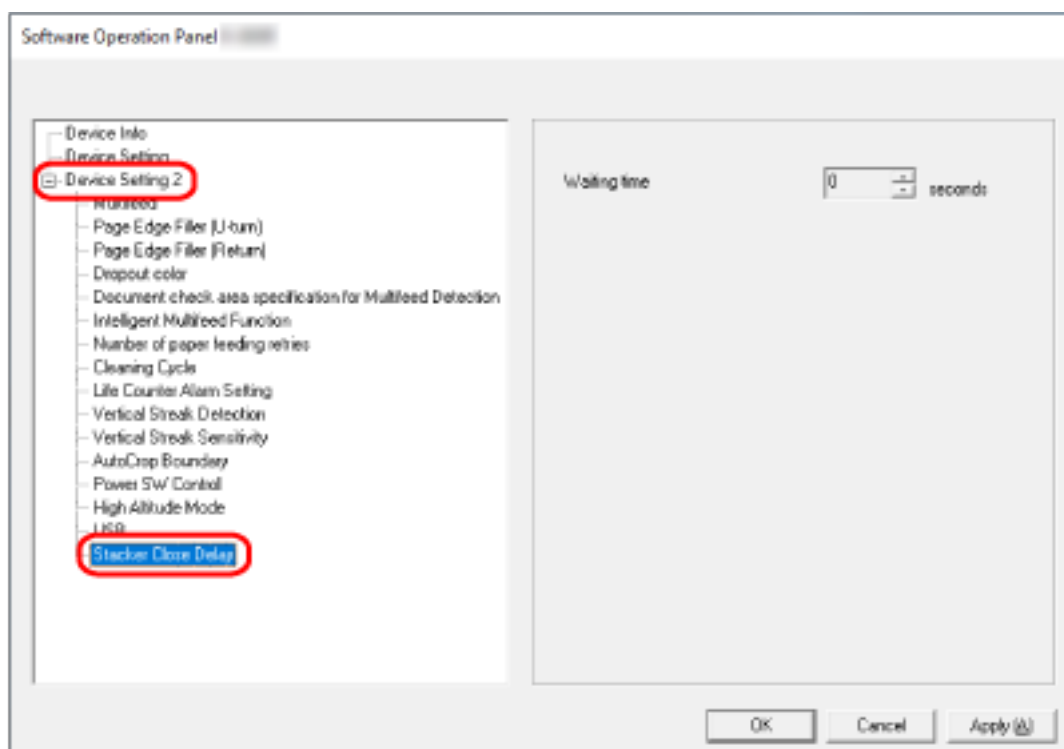 Software Operation Panel
Device Info
Device Setting
Device Setting 2
Multifeed
Page Edge Filler (U-turn)
Page Edge Filler (Return)
Dropout color
Document check area specification for Multifeed Detection
Intelligent Multifeed Function
Number of paper feeding retries
Cleaning Cycle
Life Counter Alarm Setting
Vertical Streak Detection
Vertical Streak Sensitivity
AutoCrop Boundary
Power SW Control
High Altitude Mode
USB
Stacker Close Delay
Waiting time 0 seconds
OK Cancel Apply (A)